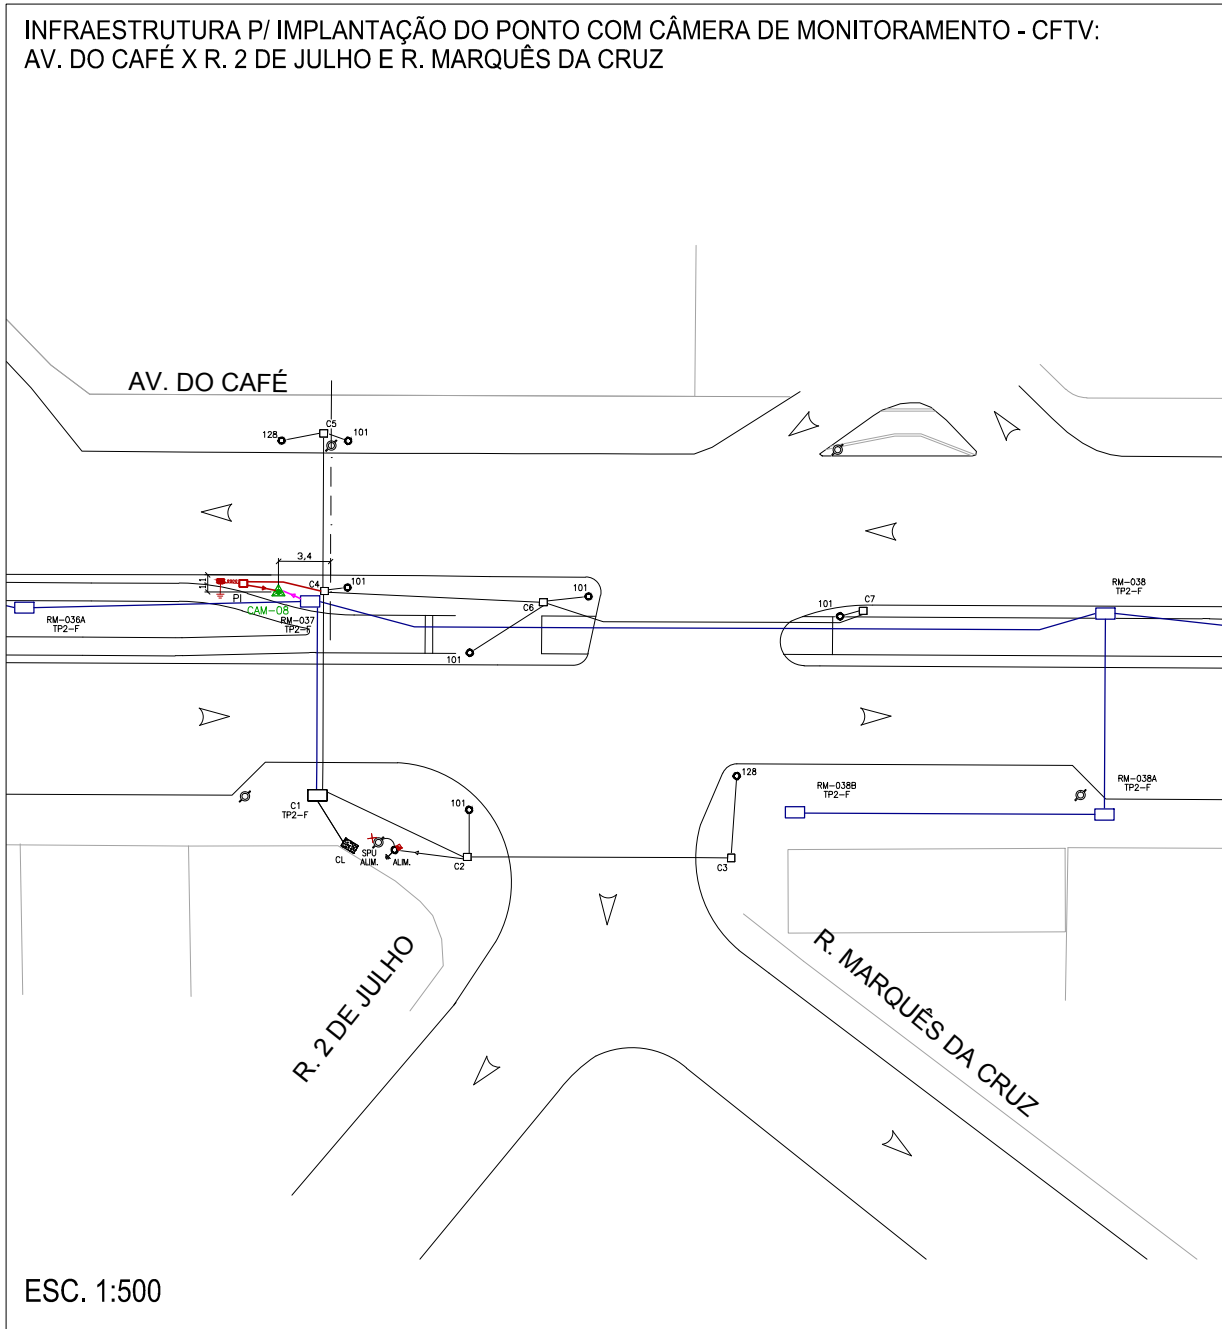 INFRAESTRUTURA P/ IMPLANTAÇÃO DO PONTO COM CÂMERA DE MONITORAMENTO - CFTV:
AV. DO CAFÉ X R. 2 DE JULHO E R. MARQUÊS DA CRUZ
AV. DO CAFÉ
C5
128
101
3,4
1,1
C4
101
PI
CAM-08
RM-036A
TP2-F
RM-037
TP2-F
C6
101
101
C7
101
RM-038
TP2-F
C1
TP2-F
101
128
RM-038B
TP2-F
RM-038A
TP2-F
CL
SPU
ALIM.
ALIM.
C2
C3
R. 2 DE JULHO
R. MARQUÊS DA CRUZ
ESC. 1:500